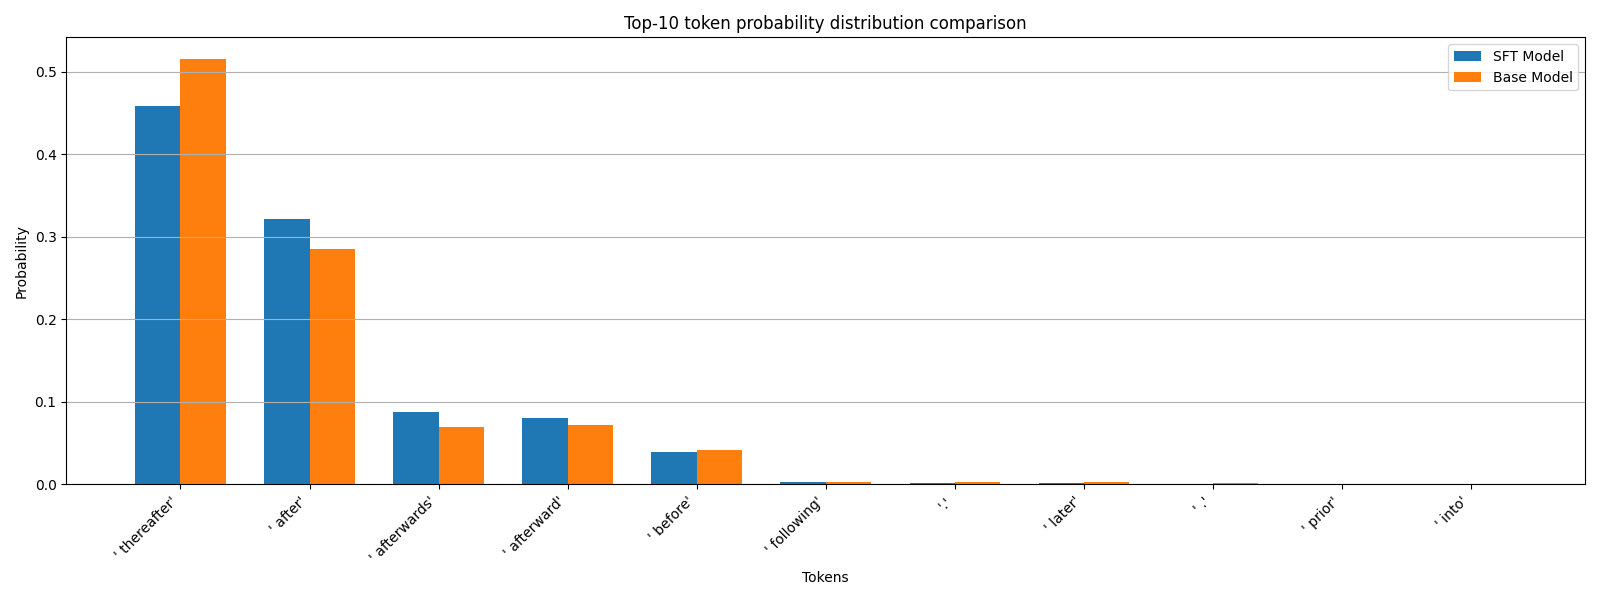 Top-10 token probability distribution comparison
SFT Model
Base Model
Probability
0.5
0.4
0.3
0.2
0.1
0.0
' thereafter'
' after'
' afterwards'
' afterward'
' before'
' following'
'.'
' later'
' .'
' prior'
' into'
Tokens